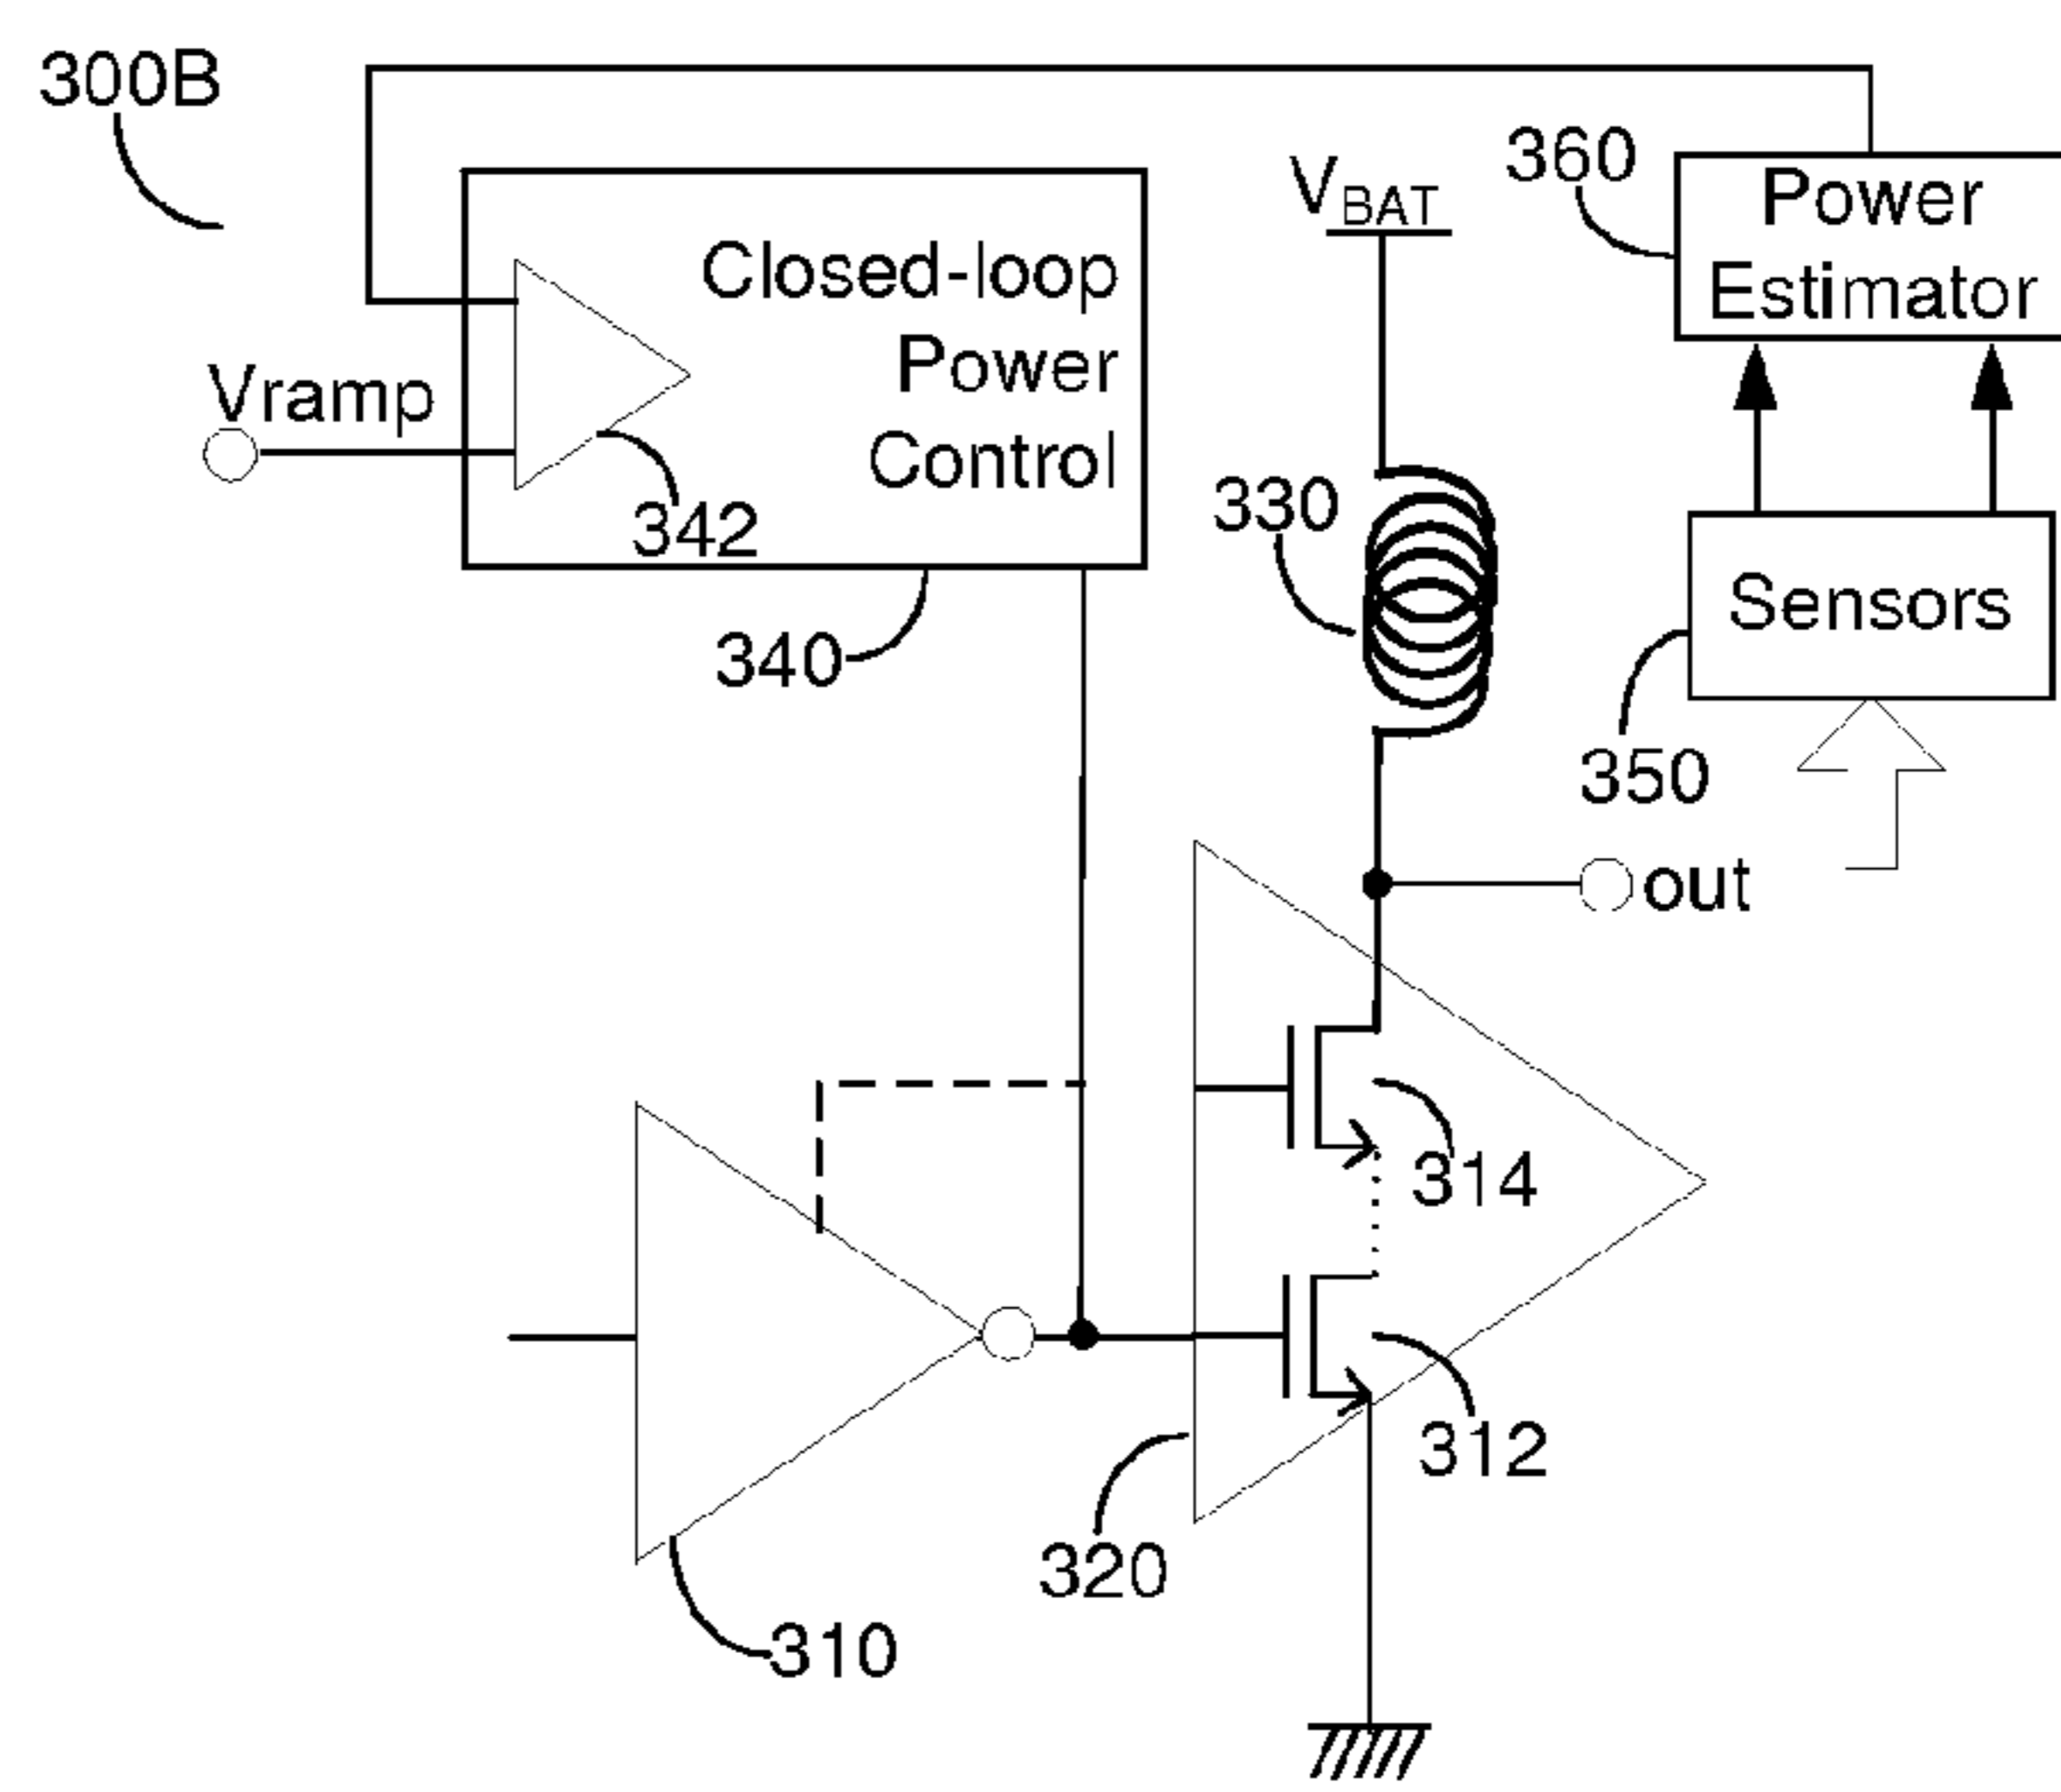 300B
360
Power
Estimator
VBAT
Closed-loop
Power
Control
Vramp
342
330
Sensors
340
350
out
314
312
320
310